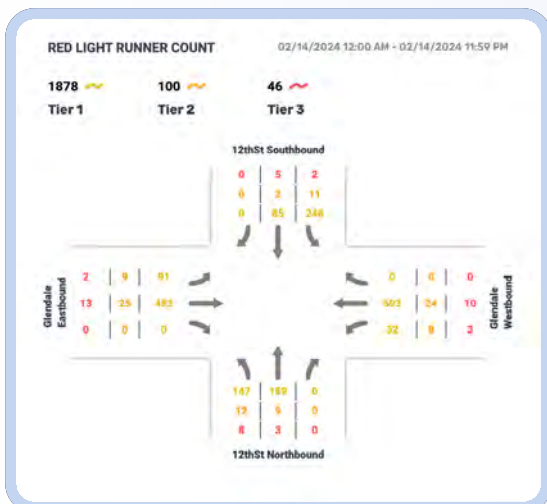 RED LIGHT RUNNER COUNT
02/14/2024 12:00 AM - 02/14/2024 11:59 PM
1878 100 46
Tier 1 Tier 2 Tier 3
12thSt Southbound
0 5 2
0 2 11
0 85 248
Glendale
Eastbound
2 9 91
13 25 483
0 0 0
0 0 0
603 24 10
32 8 3
Glendale
Westbound
147 189 0
12 9 0
8 3 0
12thSt Northbound